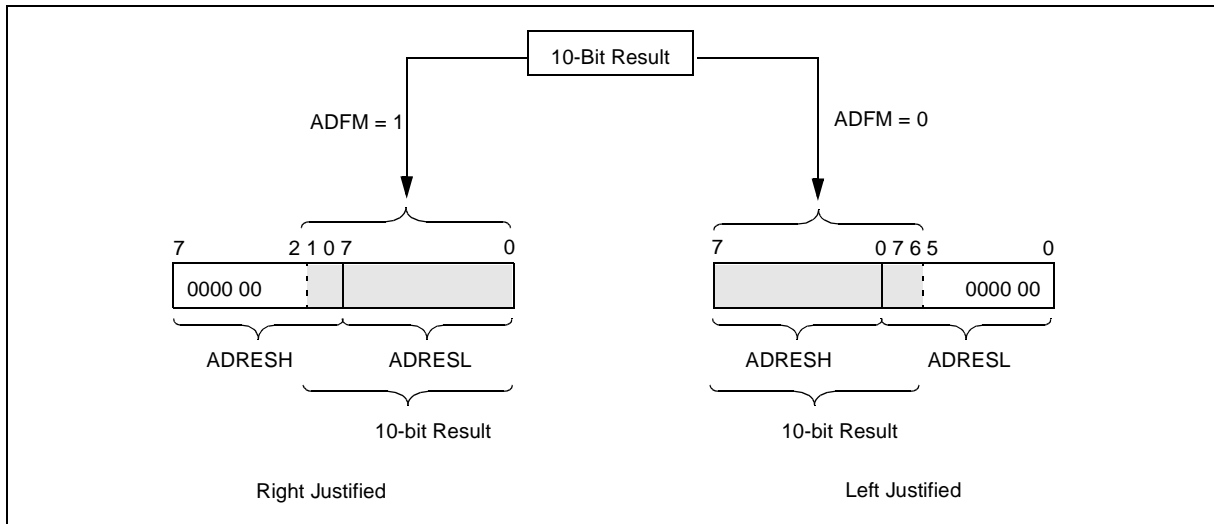 10-Bit Result
ADFM = 1
ADFM = 0
7 2 1 0 7 0
7 0 7 6 5 0
0000 00
0000 00
ADRESH ADRESL
ADRESH ADRESL
10-bit Result
10-bit Result
Right Justified
Left Justified